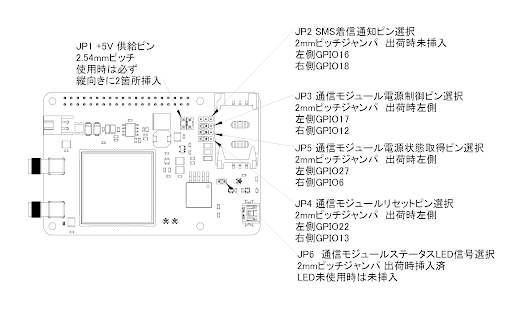 JP1 +5V 供給ピン
2.54mmピッチ
使用時は必ず
縦向きに2箇所挿入
JP2 SMS着信通知ピン選択
2mmピッチジャンパ 出荷時未挿入
左側GPIO16
右側GPIO18
JP3 通信モジュール電源制御ピン選択
2mmピッチジャンパ 出荷時左側
左側GPIO17
右側GPIO12
JP5 通信モジュール電源状態取得ピン選択
2mmピッチジャンパ 出荷時左側
左側GPIO27
右側GPIO6
JP4 通信モジュールリセットピン選択
2mmピッチジャンパ 出荷時左側
左側GPIO22
右側GPIO13
JP6 通信モジュールステータスLED信号選択
2mmピッチジャンパ 出荷時挿入済
LED未使用時は未挿入